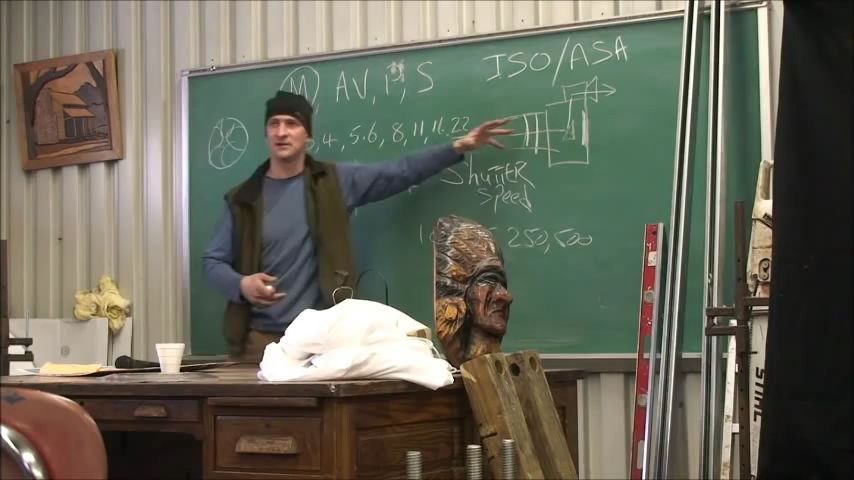 M, AV, P, S
ISO/ASA
4, 5.6, 8, 11, 16, 22
Shutter
Speed
250, 500
STIHL